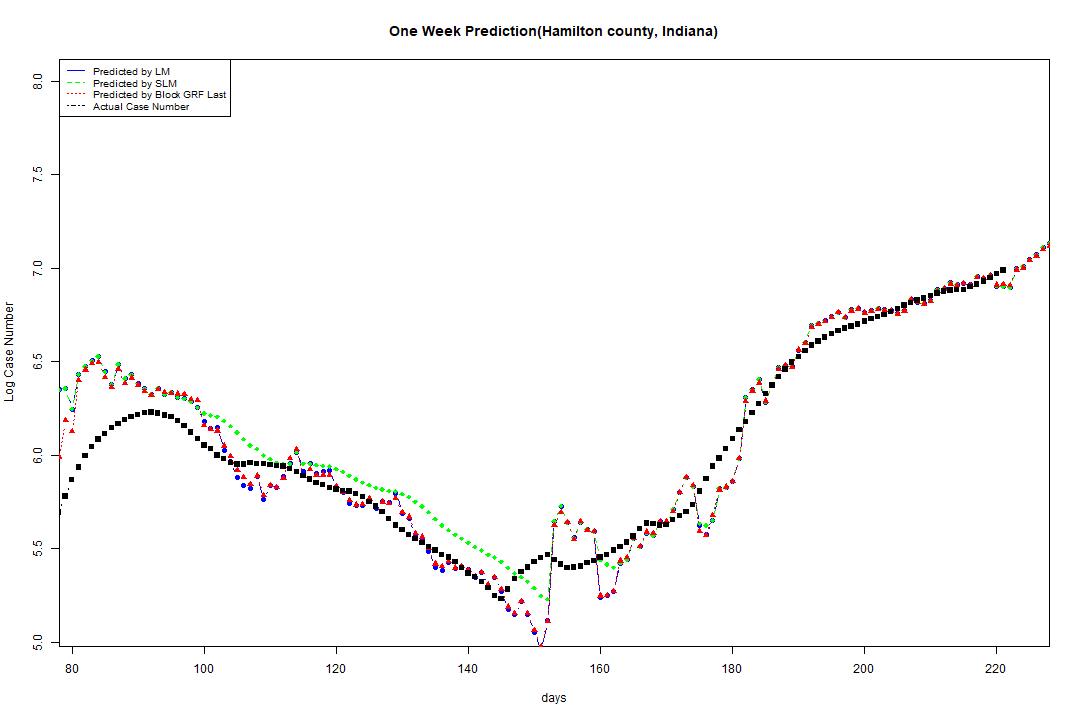 One Week Prediction(Hamilton county, Indiana)
Predicted by LM
Predicted by SLM
Predicted by Block GRF Last
Actual Case Number
Log Case Number
8.0
7.5
7.0
6.5
6.0
5.5
5.0
80 100 120 140 160 180 200 220
days